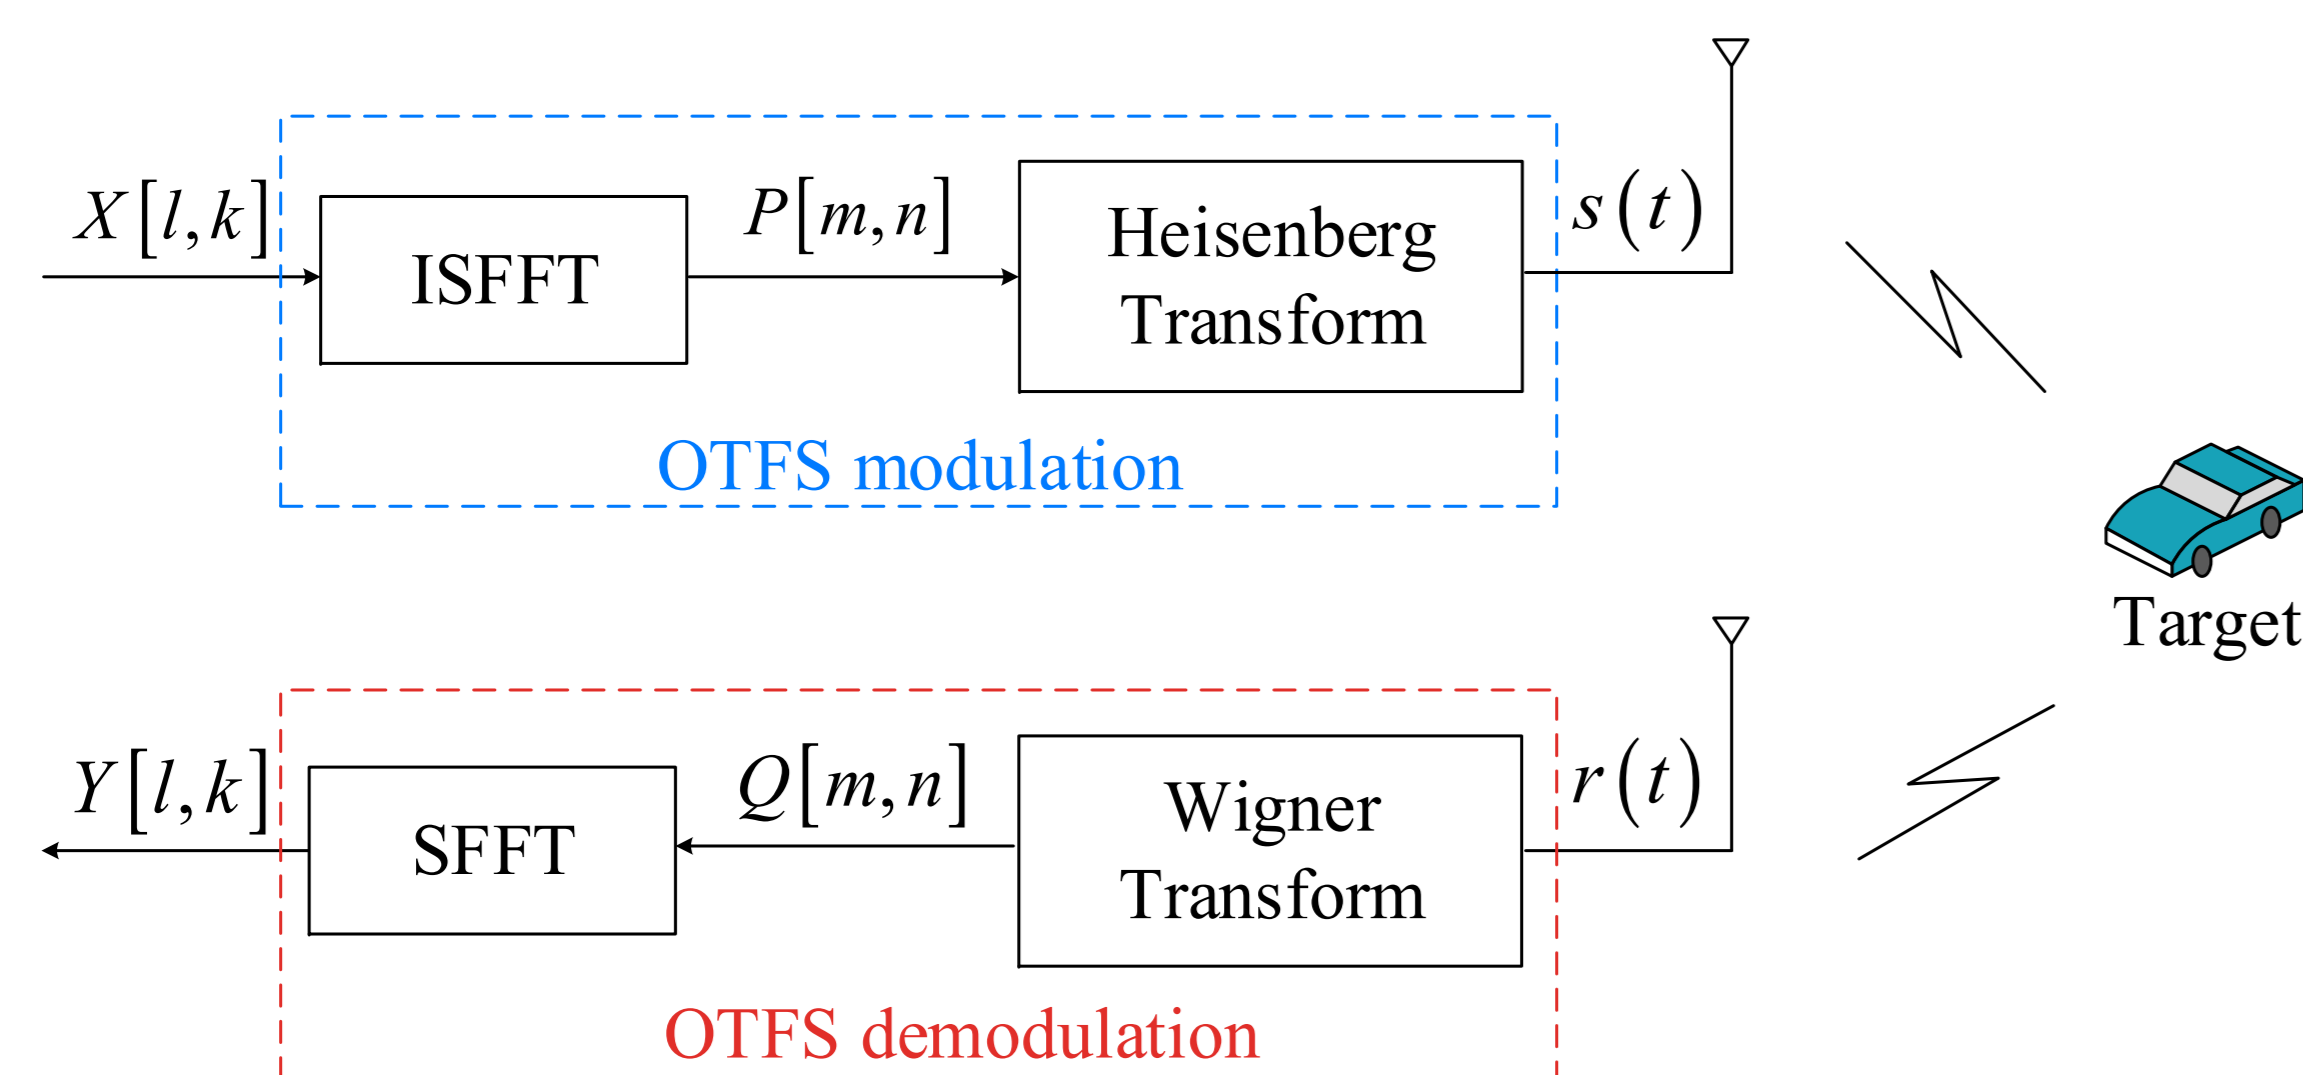 X[l,k]
ISFFT
P[m,n]
Heisenberg
Transform
s(t)
OTFS modulation
Target
Y[l,k]
SFFT
Q[m,n]
Wigner
Transform
r(t)
OTFS demodulation